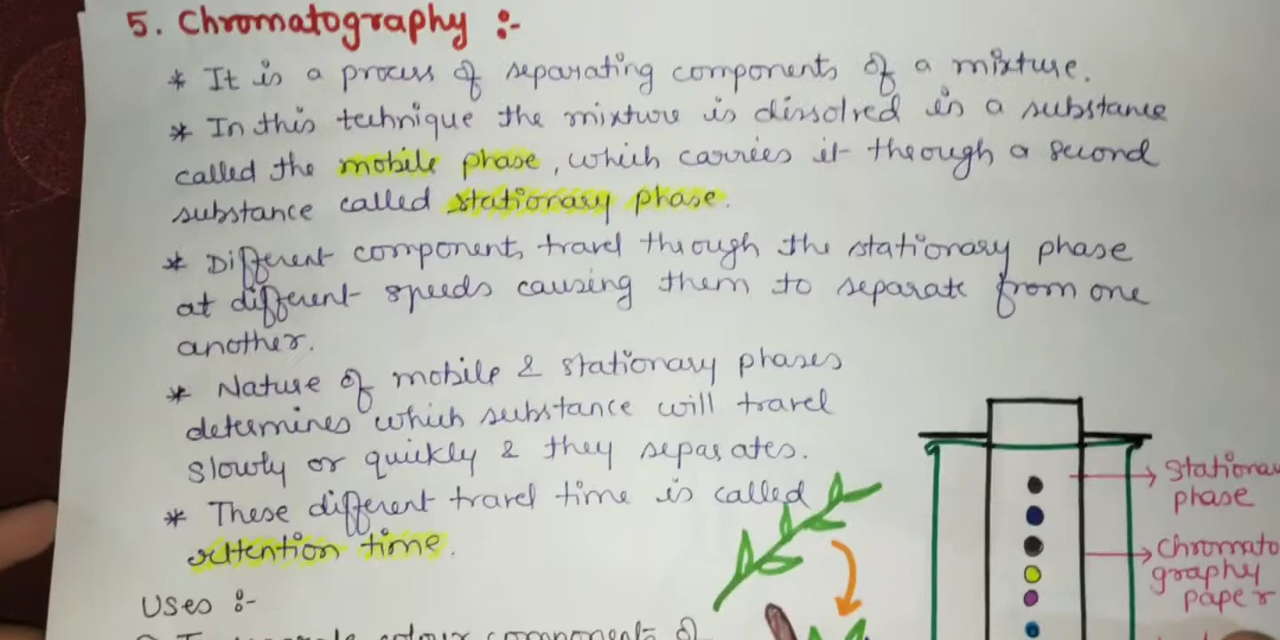 5. Chromatography :-
* It is a process of separating components of a mixture.
* In this technique the mixture is dissolved in a substance
called the mobile phase, which carries it through a second
substance called stationary phase.
* Different components travel through the stationary phase
at different speeds causing them to separate from one
another.
* Nature of mobile & stationary phases
determines which substance will travel
slowly or quickly & they separates.
* These different travel time is called
retention time.
Uses :-
colour components of
Stationa
phase
Chromato
graphy
paper